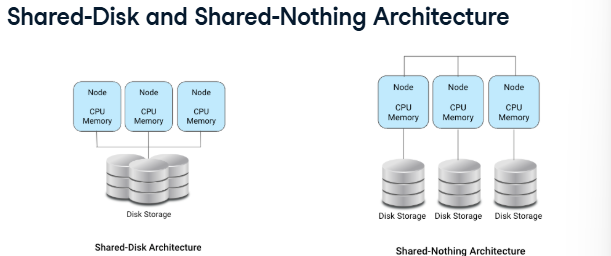 Shared-Disk and Shared-Nothing Architecture
Node Node Node
CPU CPU CPU
Memory Memory Memory
Disk Storage
Shared-Disk Architecture
Node Node Node
CPU CPU CPU
Memory Memory Memory
Disk Storage Disk Storage Disk Storage
Shared-Nothing Architecture